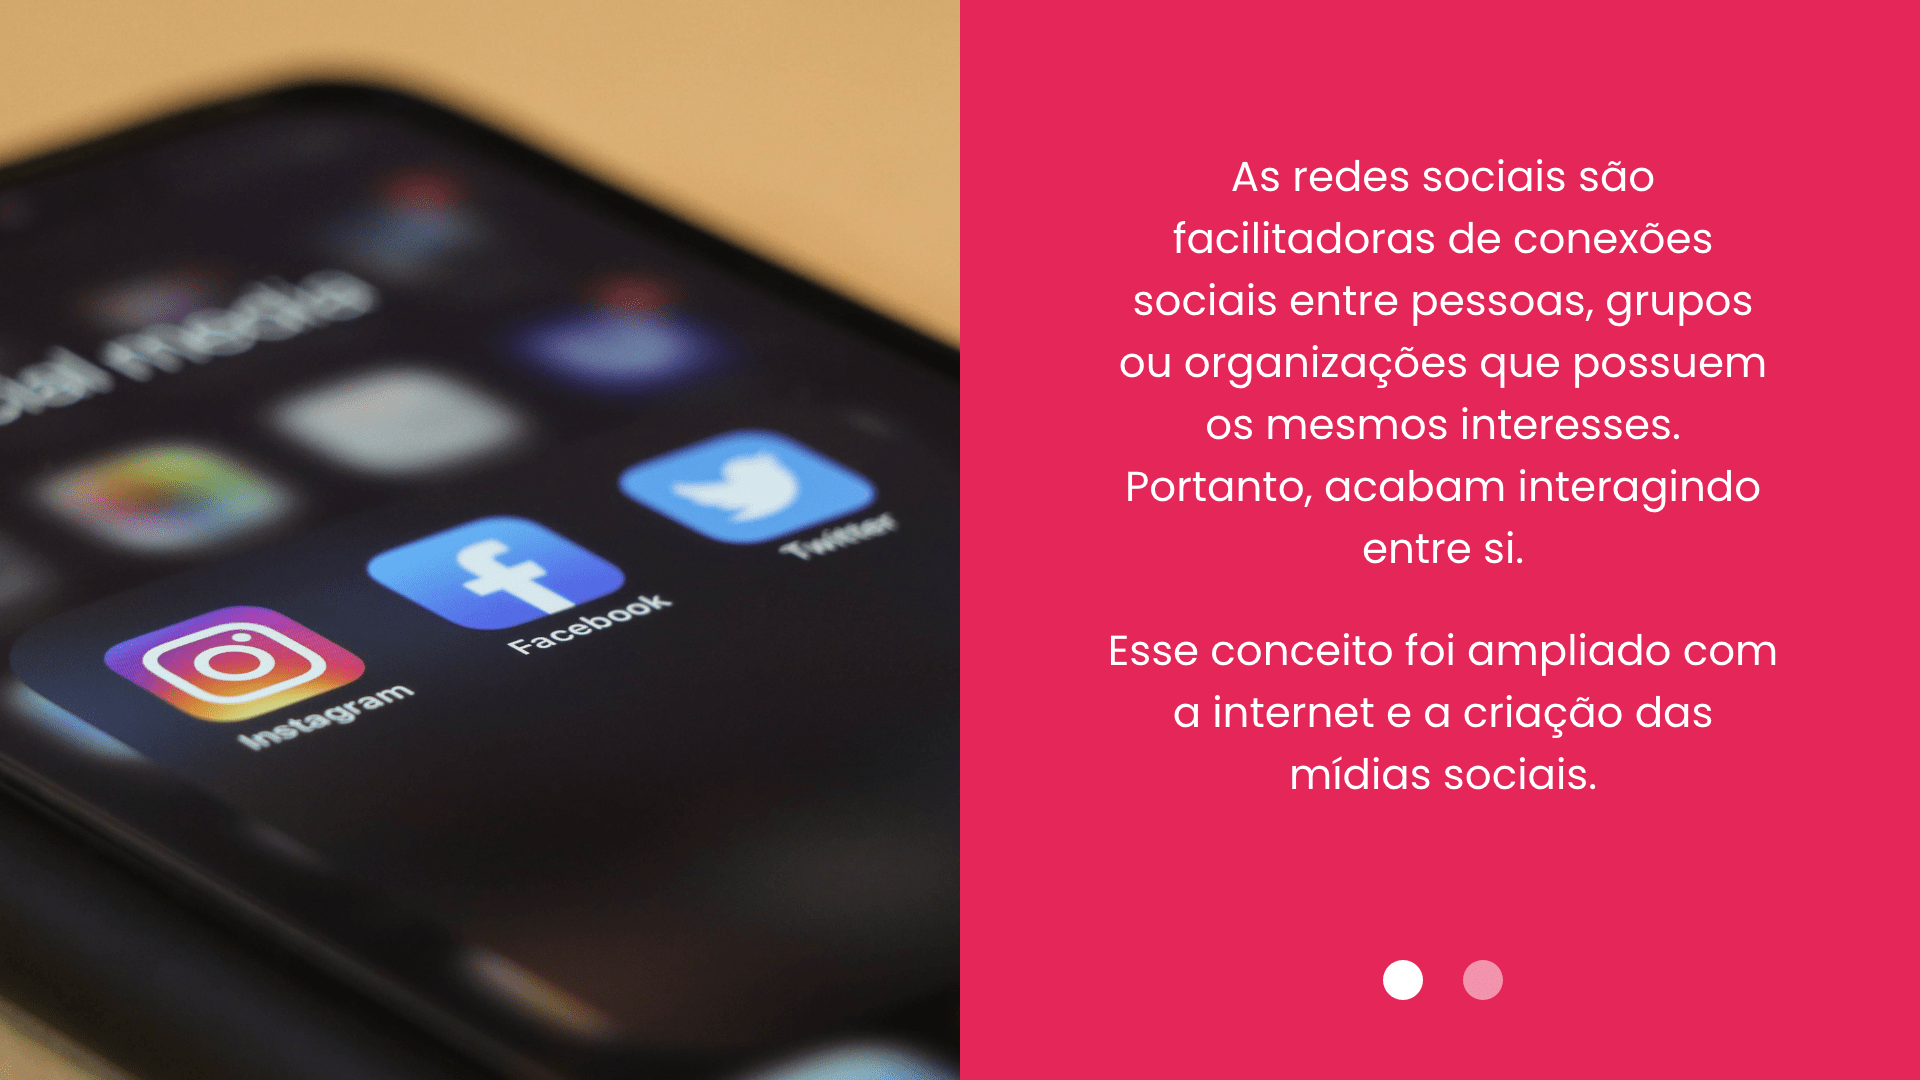 media
Instagram
Facebook
Twitter
As redes sociais são
facilitadoras de conexões
sociais entre pessoas, grupos
ou organizações que possuem
os mesmos interesses.
Portanto, acabam interagindo
entre si.
Esse conceito foi ampliado com
a internet e a criação das
mídias sociais.